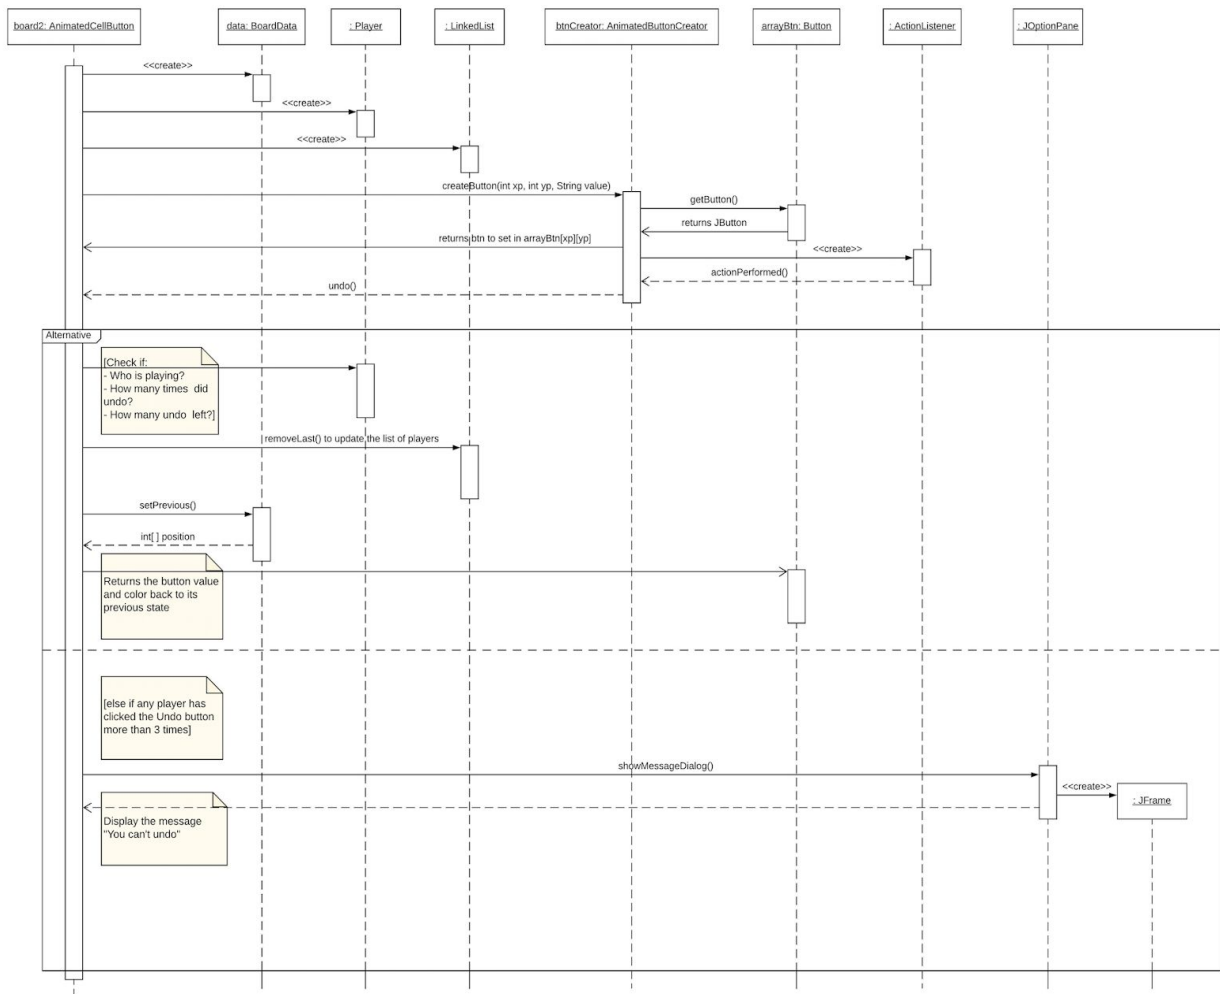 board2: AnimatedCellButton
data: BoardData
: Player
: LinkedList
btnCreator: AnimatedButtonCreator
arrayBtn: Button
: ActionListener
: JOptionPane
<<create>>
<<create>>
<<create>>
createButton(int xp, int yp, String value)
getButton()
returns JButton
returns btn to set in arrayBtn[xp][yp]
<<create>>
actionPerformed()
undo()
Alternative
[Check if:
- Who is playing?
- How many times did
undo?
- How many undo left?]
removeLast() to update the list of players
setPrevious()
int[ ] position
Returns the button value
and color back to its
previous state
[else if any player has
clicked the Undo button
more than 3 times]
showMessageDialog()
<<create>>
: JFrame
Display the message
"You can't undo"